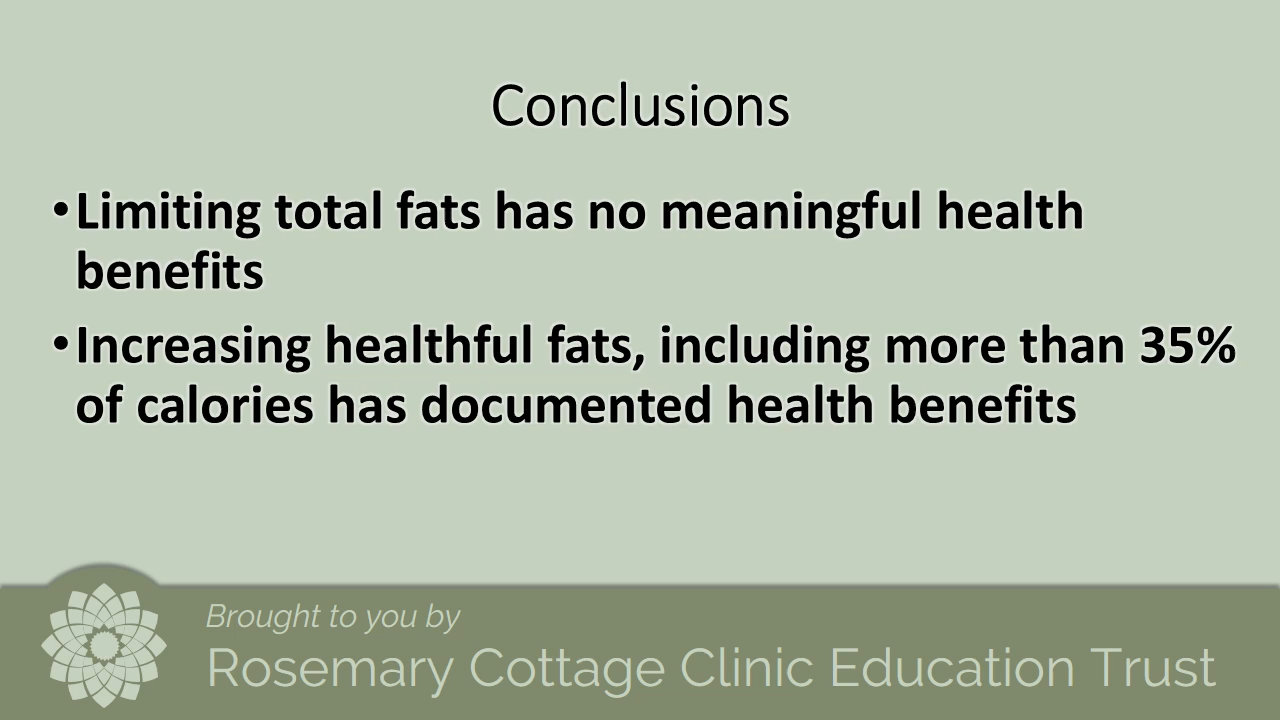 Conclusions
•Limiting total fats has no meaningful health
benefits
•Increasing healthful fats, including more than 35%
of calories has documented health benefits
Brought to you by
Rosemary Cottage Clinic Education Trust